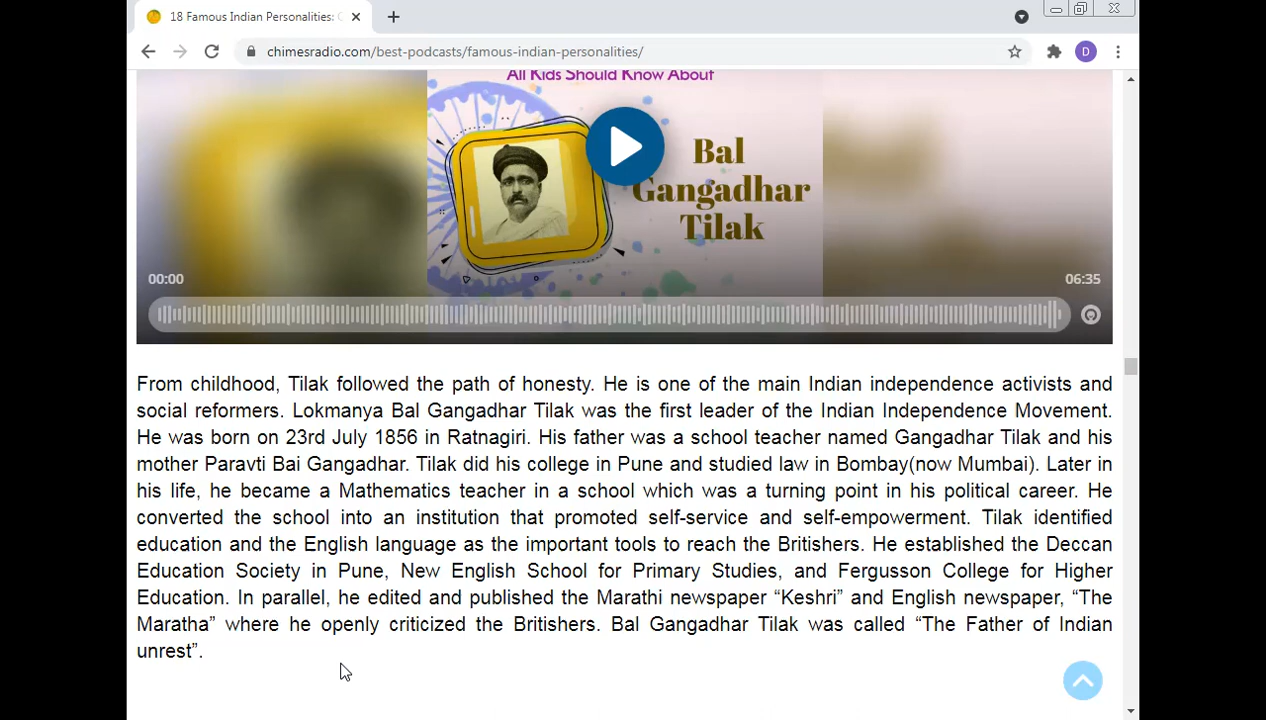 18 Famous Indian Personalities:
chimesradio.com/best-podcasts/famous-indian-personalities/
D
All Kids Should Know About
Bal
Gangadhar
Tilak
00:00
06:35
From childhood, Tilak followed the path of honesty. He is one of the main Indian independence activists and
social reformers. Lokmanya Bal Gangadhar Tilak was the first leader of the Indian Independence Movement.
He was born on 23rd July 1856 in Ratnagiri. His father was a school teacher named Gangadhar Tilak and his
mother Paravti Bai Gangadhar. Tilak did his college in Pune and studied law in Bombay(now Mumbai). Later in
his life, he became a Mathematics teacher in a school which was a turning point in his political career. He
converted the school into an institution that promoted self-service and self-empowerment. Tilak identified
education and the English language as the important tools to reach the Britishers. He established the Deccan
Education Society in Pune, New English School for Primary Studies, and Fergusson College for Higher
Education. In parallel, he edited and published the Marathi newspaper “Keshri” and English newspaper, “The
Maratha” where he openly criticized the Britishers. Bal Gangadhar Tilak was called “The Father of Indian
unrest”.